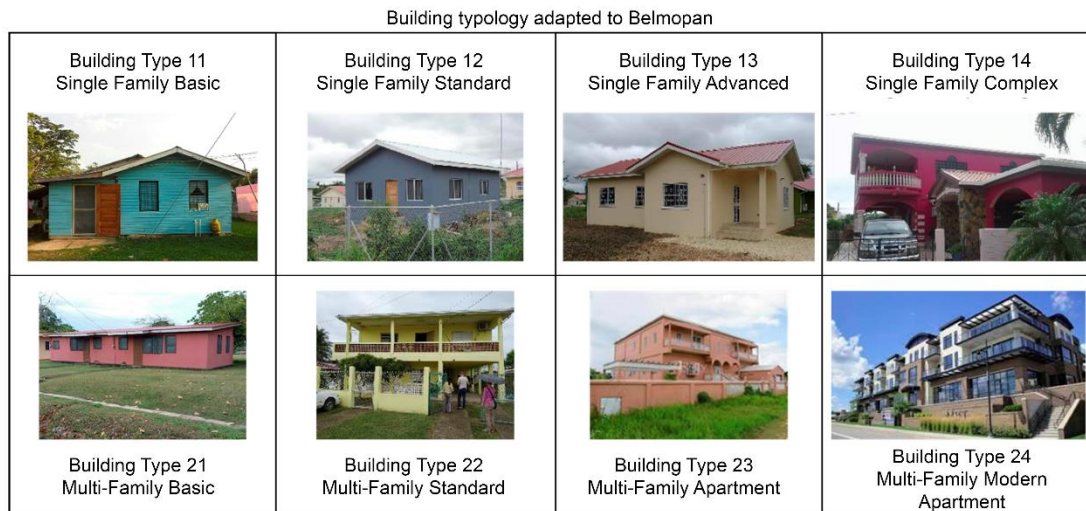 Building typology adapted to Belmopan
Building Type 11
Single Family Basic
Building Type 12
Single Family Standard
Building Type 13
Single Family Advanced
Building Type 14
Single Family Complex
Building Type 21
Multi-Family Basic
Building Type 22
Multi-Family Standard
Building Type 23
Multi-Family Apartment
Building Type 24
Multi-Family Modern
Apartment